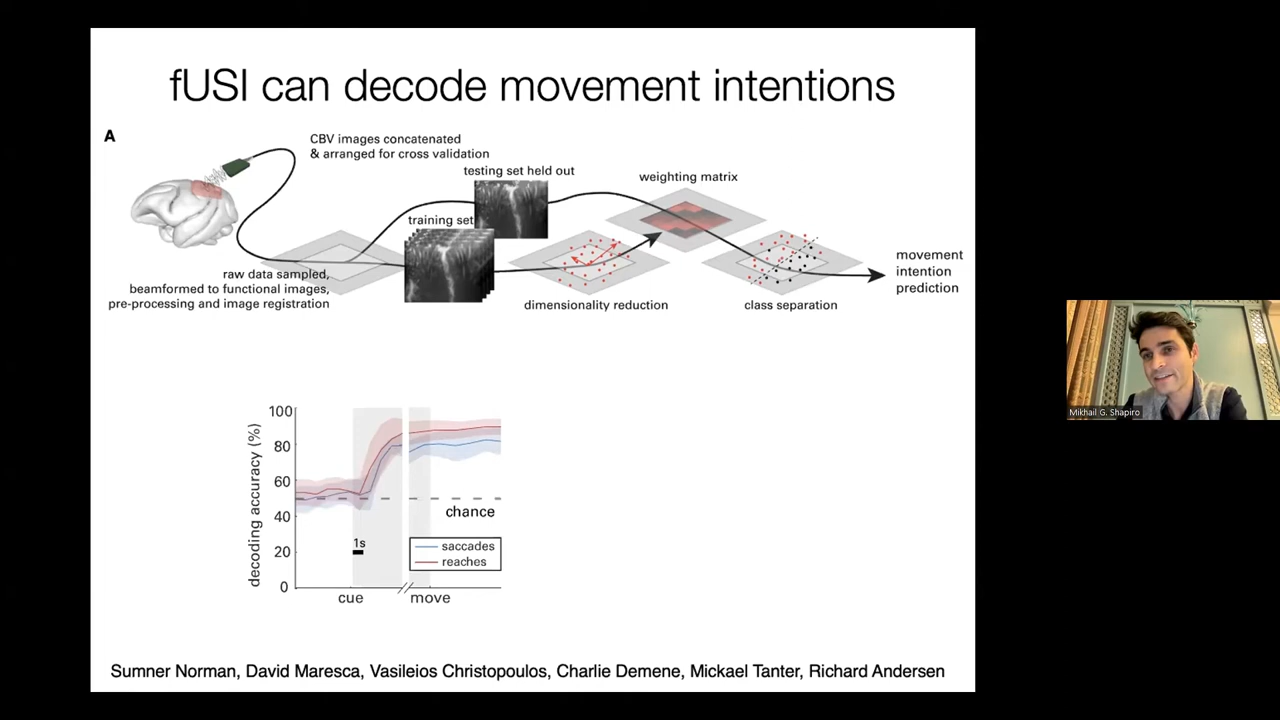 fUSI can decode movement intentions
A
CBV images concatenated
& arranged for cross validation
testing set held out
weighting matrix
training set
movement
intention
prediction
raw data sampled,
beamformed to functional images,
pre-processing and image registration
dimensionality reduction
class separation
decoding accuracy (%)
100
80
60
40
20
0
chance
1s
saccades
reaches
cue
move
Sumner Norman, David Maresca, Vasileios Christopoulos, Charlie Demene, Mickael Tanter, Richard Andersen
Mikhail G. Shapiro